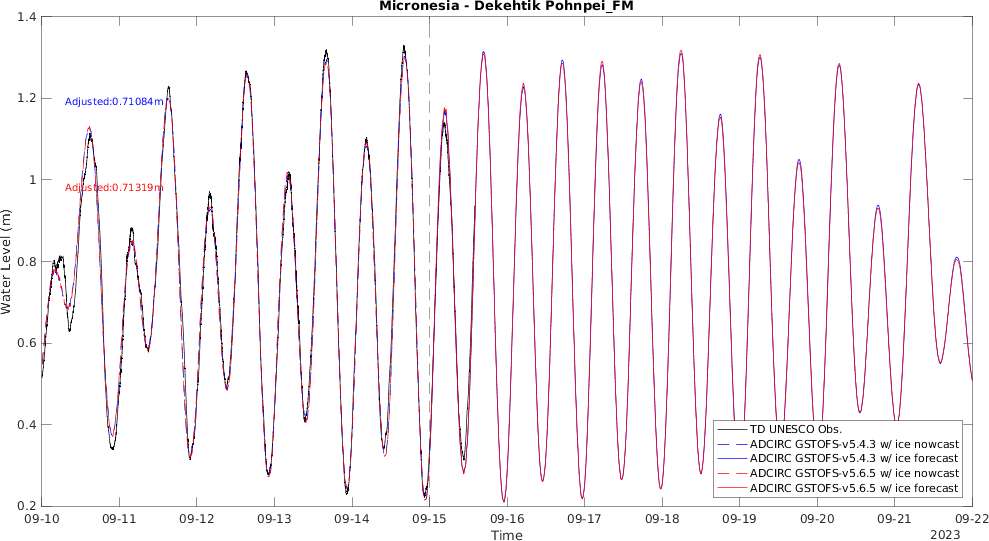 Micronesia - Dekehtik Pohnpei_FM
Water Level (m)
1.4
1.2
1
0.8
0.6
0.4
0.2
Adjusted:0.71084m
Adjusted:0.71319m
TD UNESCO Obs.
ADCIRC GSTOFS-v5.4.3 w/ ice nowcast
ADCIRC GSTOFS-v5.4.3 w/ ice forecast
ADCIRC GSTOFS-v5.6.5 w/ ice nowcast
ADCIRC GSTOFS-v5.6.5 w/ ice forecast
09-10 09-11 09-12 09-13 09-14 09-15 09-16 09-17 09-18 09-19 09-20 09-21 09-22
Time
2023